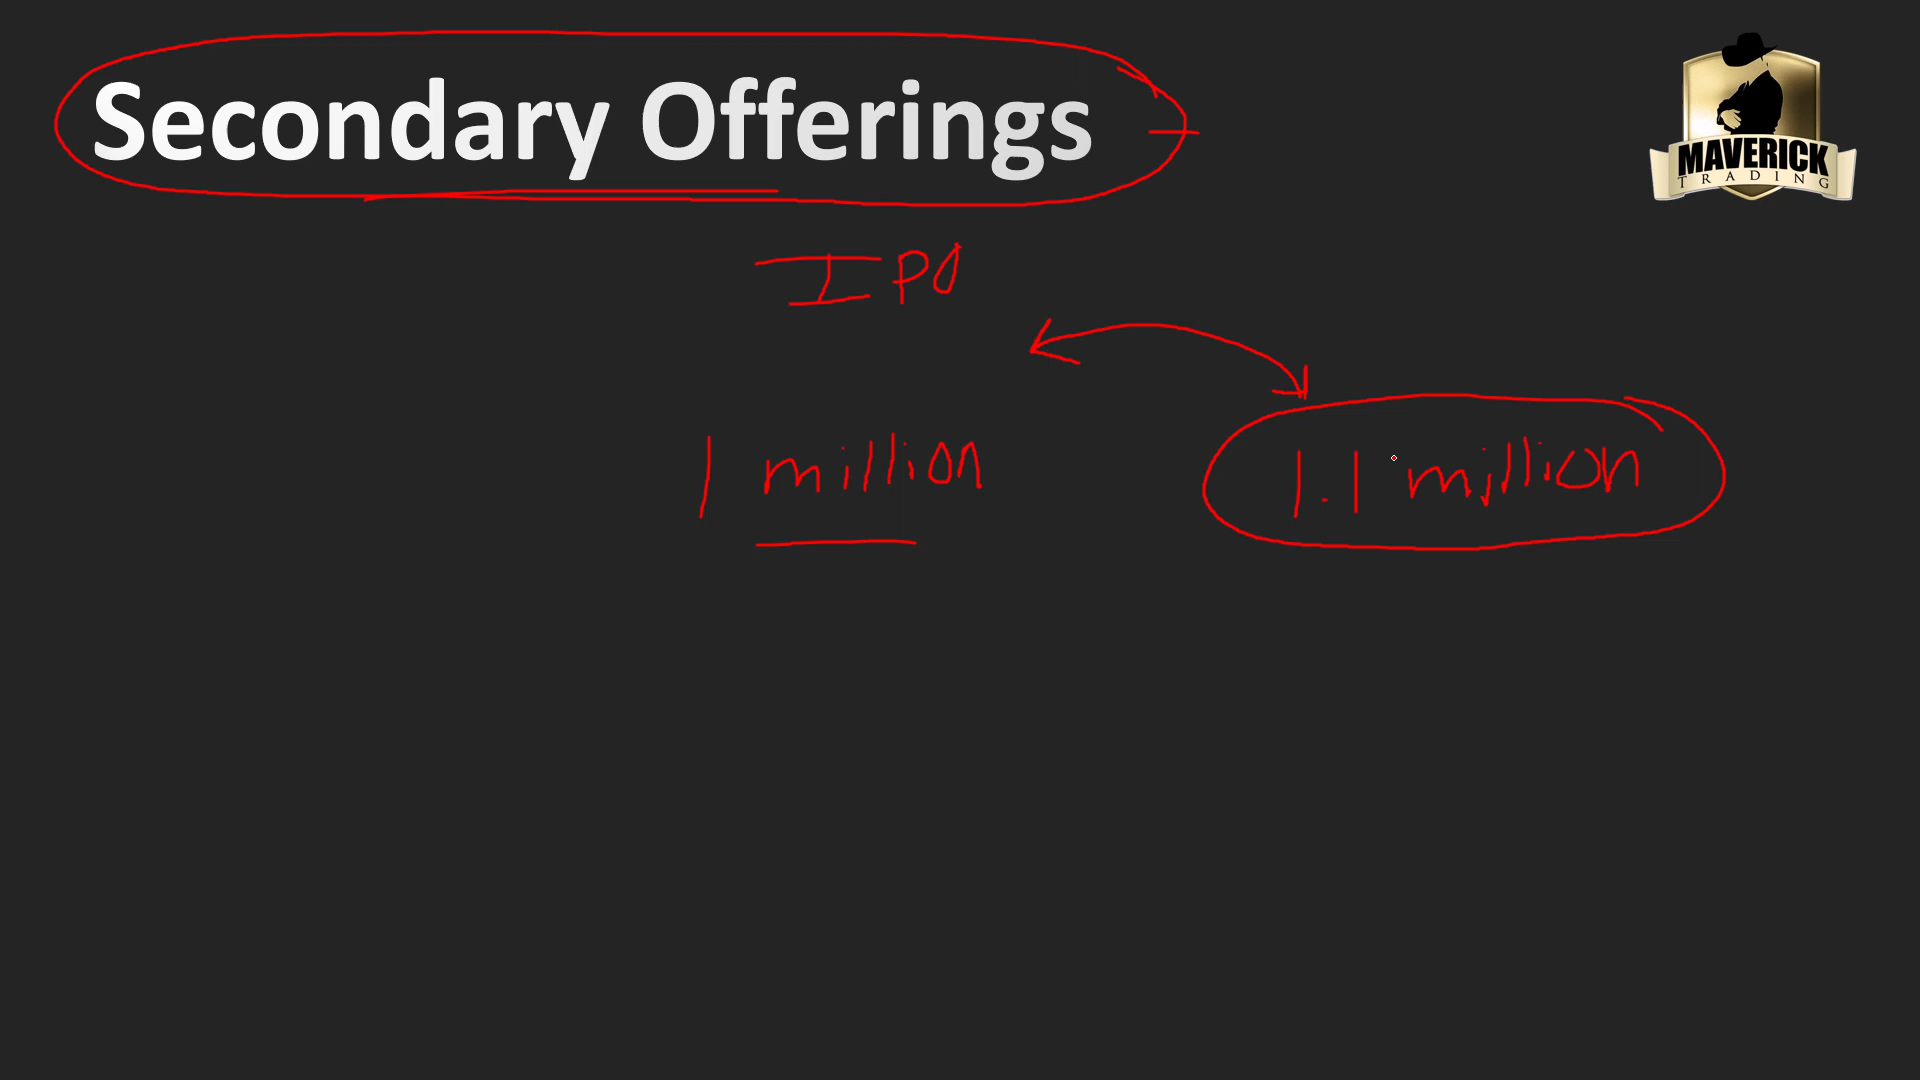 Secondary Offerings
MAVERICK
TRADING
IPO
1 million
1.1 million